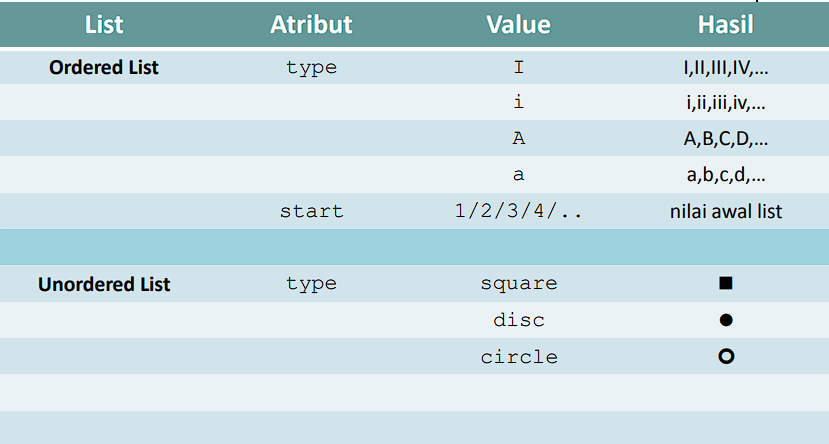 List Atribut Value Hasil
Ordered List type I I,II,III,IV,...
i i,ii,iii,iv,...
A A,B,C,D,...
a a,b,c,d,...
start 1/2/3/4/.. nilai awal list
Unordered List type square ■
disc ●
circle ○